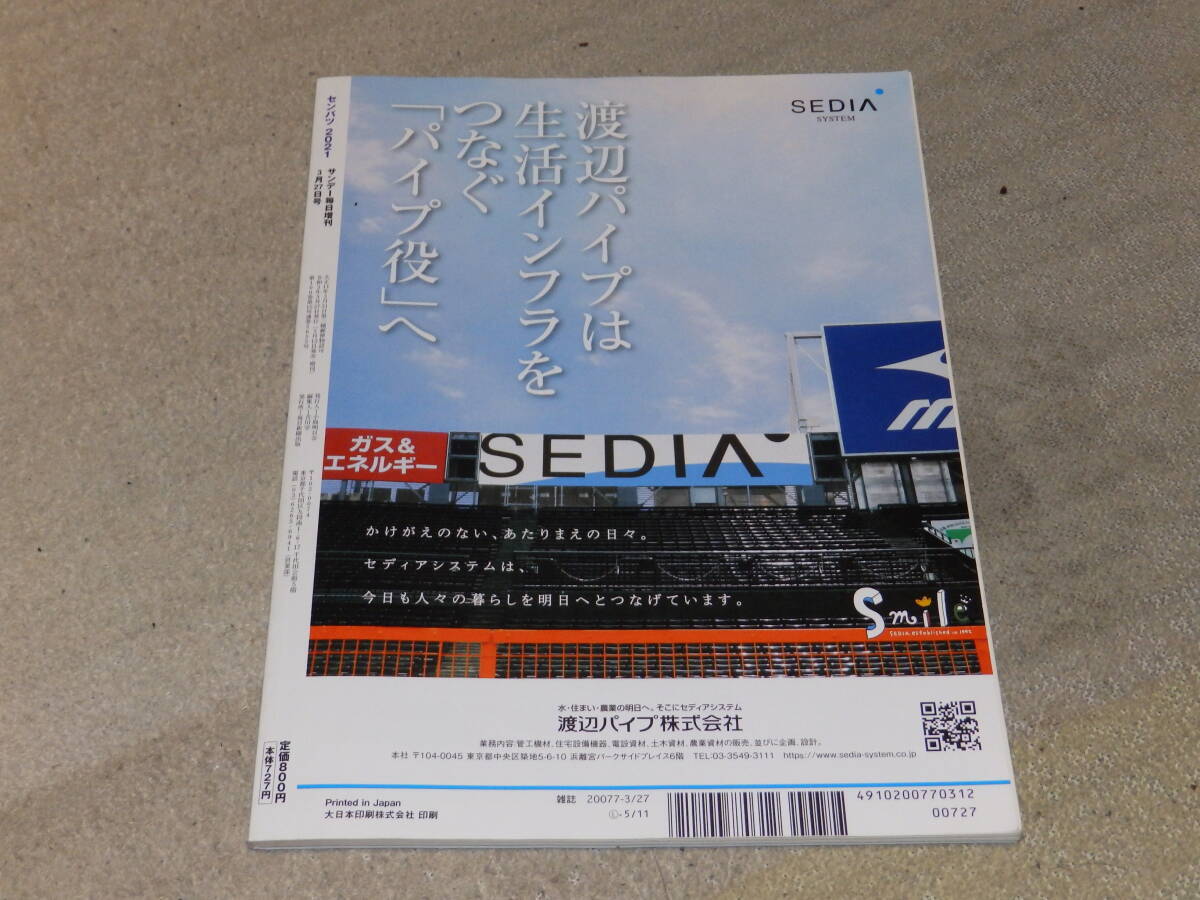 センバツ 2021
サンデー毎日増刊
3月27日号
定価800円
本体727円
SEDIA
SYSTEM
渡辺パイプは
生活インフラを
つなぐ
「パイプ役」へ
ガス&
エネルギー
SEDIA
かけがえのない、あたりまえの日々。
セディアシステムは、
今日も人々の暮らしを明日へとつなげています。
Smile
SEDIA established in 1992
水・住まい・農業の明日へ。そこにセディアシステム
渡辺パイプ株式会社
業務内容:管工機材、住宅設備機器、電設資材、土木資材、農業資材の販売、並びに企画、設計。
本社 〒104-0045 東京都中央区築地5-6-10 浜離宮パークサイドプレイス6階 TEL:03-3549-3111 https://www.sedia-system.co.jp
Printed in Japan
大日本印刷株式会社 印刷
雑誌 20077-3/27
Ⓛ-5/11
4910200770312
00727